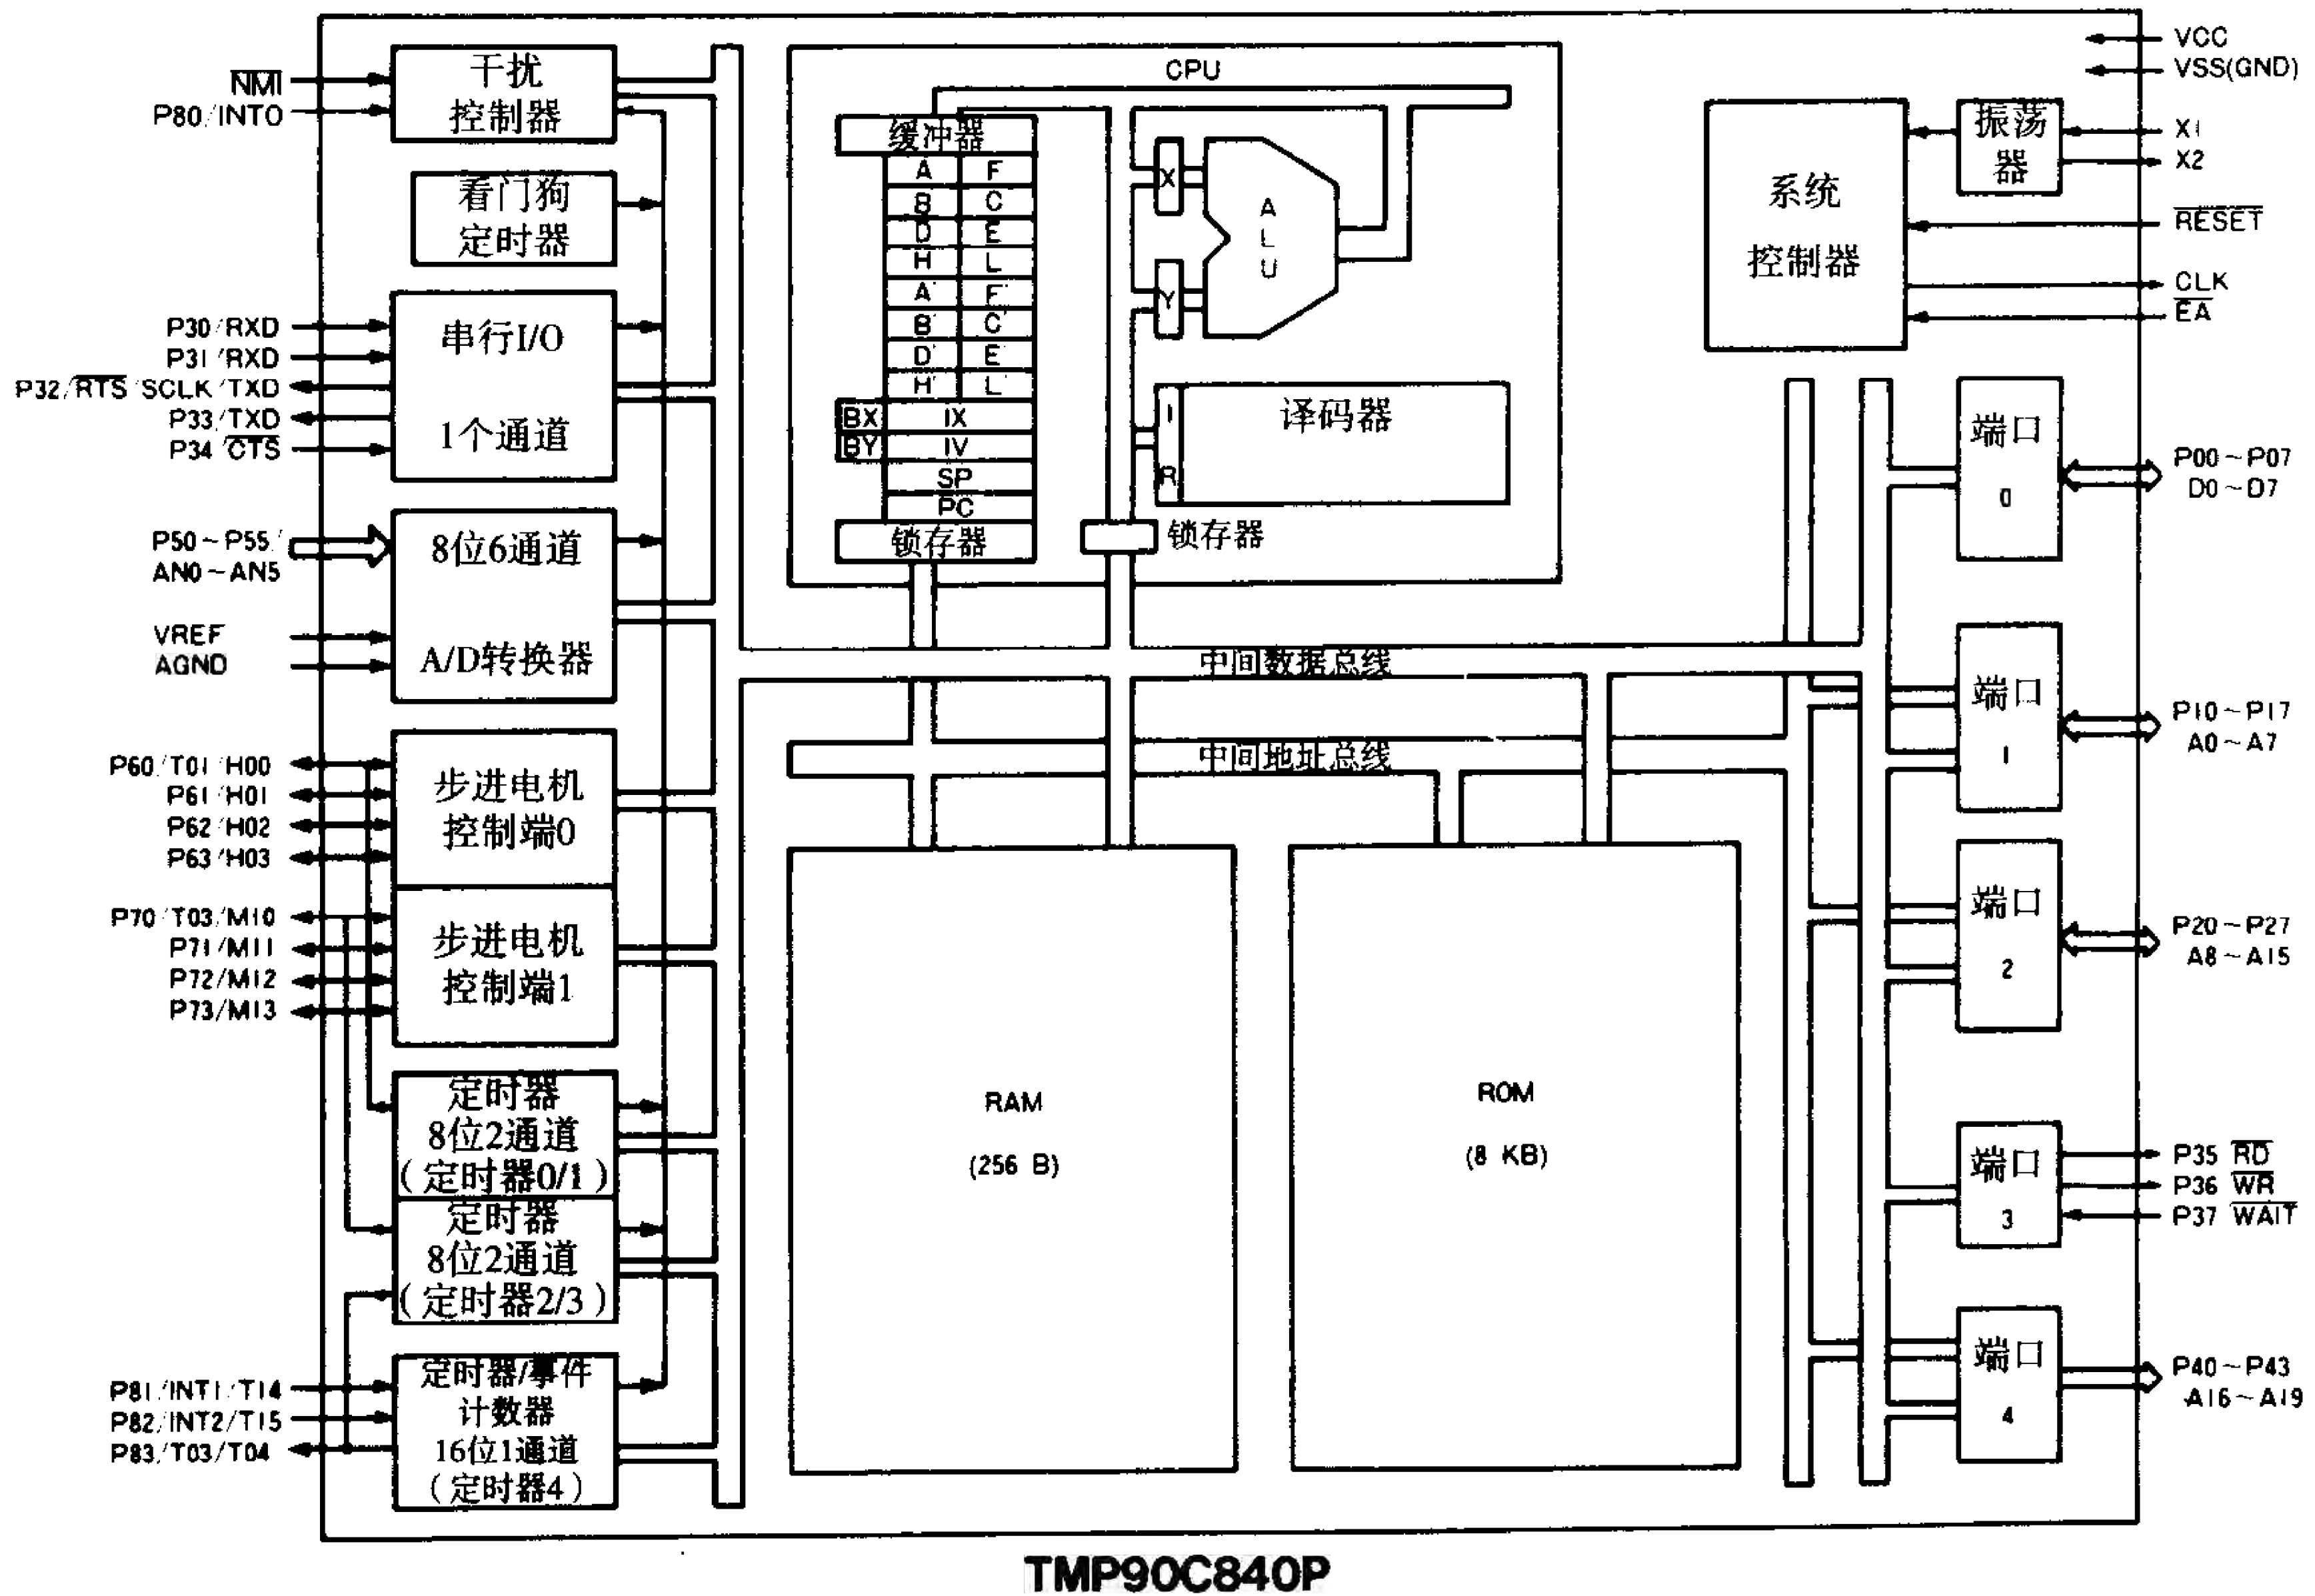 NMI
P80/INTO
干扰
控制器
看门狗
定时器
P30/RXD
P31/RXD
P32/RTS SCLK/TXD
P33/TXD
P34/CTS
串行I/O
1个通道
P50~P55/
AN0~AN5
VREF
AGND
8位6通道
A/D转换器
P60/T01/H00
P61/H01
P62/H02
P63/H03
步进电机
控制端0
P70/T03/M10
P71/M11
P72/M12
P73/M13
步进电机
控制端1
定时器
8位2通道
(定时器0/1)
定时器
8位2通道
(定时器2/3)
P81/INT1/T14
P82/INT2/T15
P83/T03/T04
定时器/事件
计数器
16位1通道
(定时器4)
CPU
缓冲器
A F
B C
D E
H L
A' F'
B' C'
D' E'
H' L'
BX IX
BY IV
SP
PC
锁存器
X
Y
ALU
IR
译码器
锁存器
中间数据总线
中间地址总线
RAM
(256 B)
ROM
(8 KB)
VCC
VSS(GND)
系统
控制器
振荡
器
X1
X2
RESET
CLK
EA
端口
0
P00~P07
D0~D7
端口
1
P10~P17
A0~A7
端口
2
P20~P27
A8~A15
端口
3
P35 RD
P36 WR
P37 WAIT
端口
4
P40~P43
A16~A19
TMP90C840P